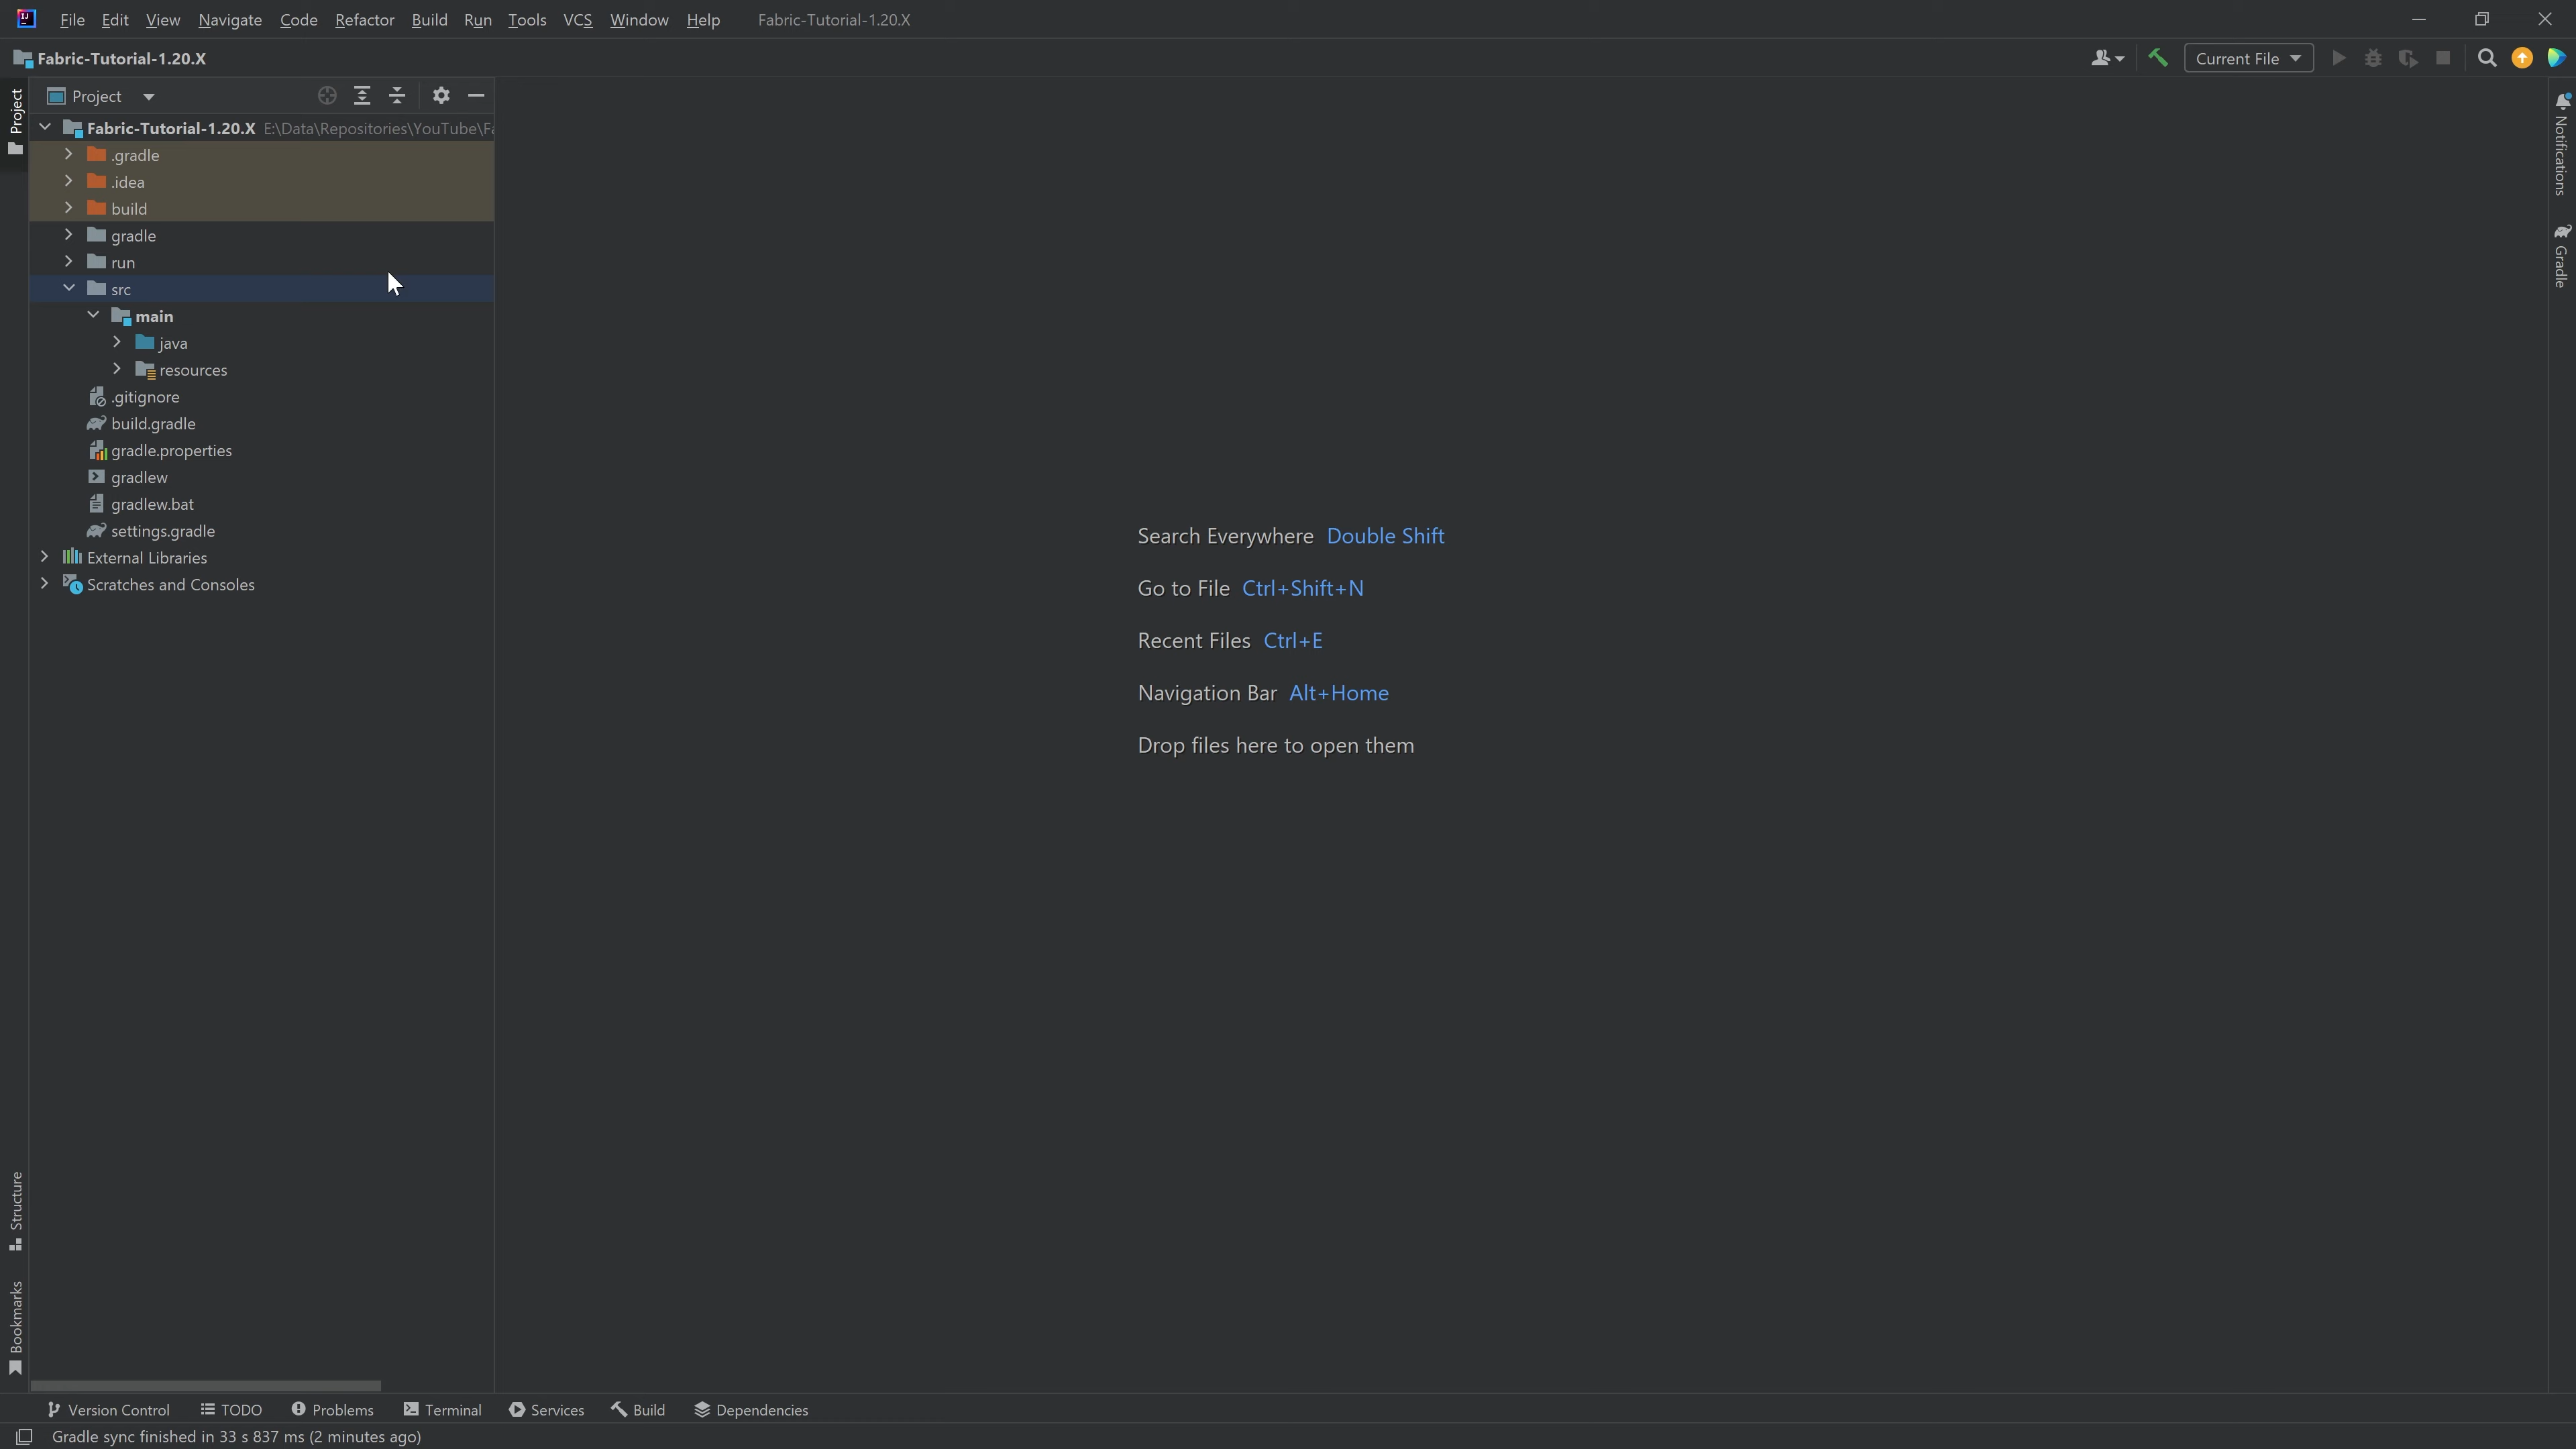 File Edit View Navigate Code Refactor Build Run Tools VCS Window Help Fabric-Tutorial-1.20.X
Fabric-Tutorial-1.20.X
Current File
Project
Project
Fabric-Tutorial-1.20.X E:\Data\Repositories\YouTube\Fa
.gradle
.idea
build
gradle
run
src
main
java
resources
.gitignore
build.gradle
gradle.properties
gradlew
gradlew.bat
settings.gradle
External Libraries
Scratches and Consoles
Search Everywhere Double Shift
Go to File Ctrl+Shift+N
Recent Files Ctrl+E
Navigation Bar Alt+Home
Drop files here to open them
Notifications
Gradle
Structure
Bookmarks
Version Control TODO Problems Terminal Services Build Dependencies
Gradle sync finished in 33 s 837 ms (2 minutes ago)